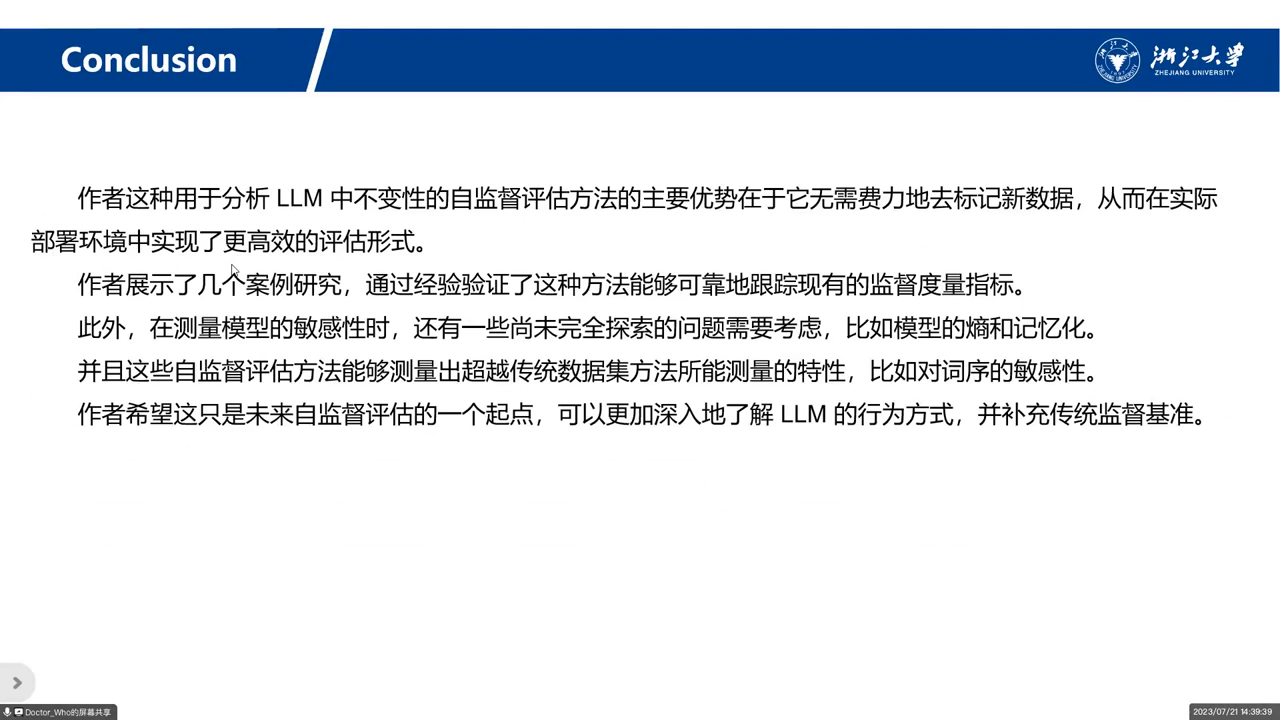 Conclusion
浙江大学
ZHEJIANG UNIVERSITY
作者这种用于分析 LLM 中不变性的自监督评估方法的主要优势在于它无需费力地去标记新数据，从而在实际
部署环境中实现了更高效的评估形式。
作者展示了几个案例研究，通过经验验证了这种方法能够可靠地跟踪现有的监督度量指标。
此外，在测量模型的敏感性时，还有一些尚未完全探索的问题需要考虑，比如模型的熵和记忆化。
并且这些自监督评估方法能够测量出超越传统数据集方法所能测量的特性，比如对词序的敏感性。
作者希望这只是未来自监督评估的一个起点，可以更加深入地了解 LLM 的行为方式，并补充传统监督基准。
Doctor_Who的屏幕共享
2023/07/21 14:39:39